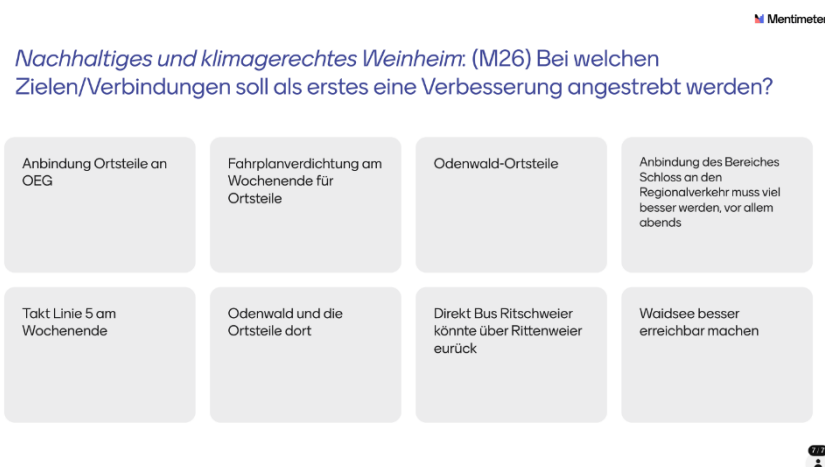 Mentimeter
Nachhaltiges und klimagerechtes Weinheim: (M26) Bei welchen
Zielen/Verbindungen soll als erstes eine Verbesserung angestrebt werden?
Anbindung Ortsteile an
OEG
Fahrplanverdichtung am
Wochenende für
Ortsteile
Odenwald-Ortsteile
Anbindung des Bereiches
Schloss an den
Regionalverkehr muss viel
besser werden, vor allem
abends
Takt Linie 5 am
Wochenende
Odenwald und die
Ortsteile dort
Direkt Bus Ritschweier
könnte über Rittenweier
eurück
Waidsee besser
erreichbar machen
7/7